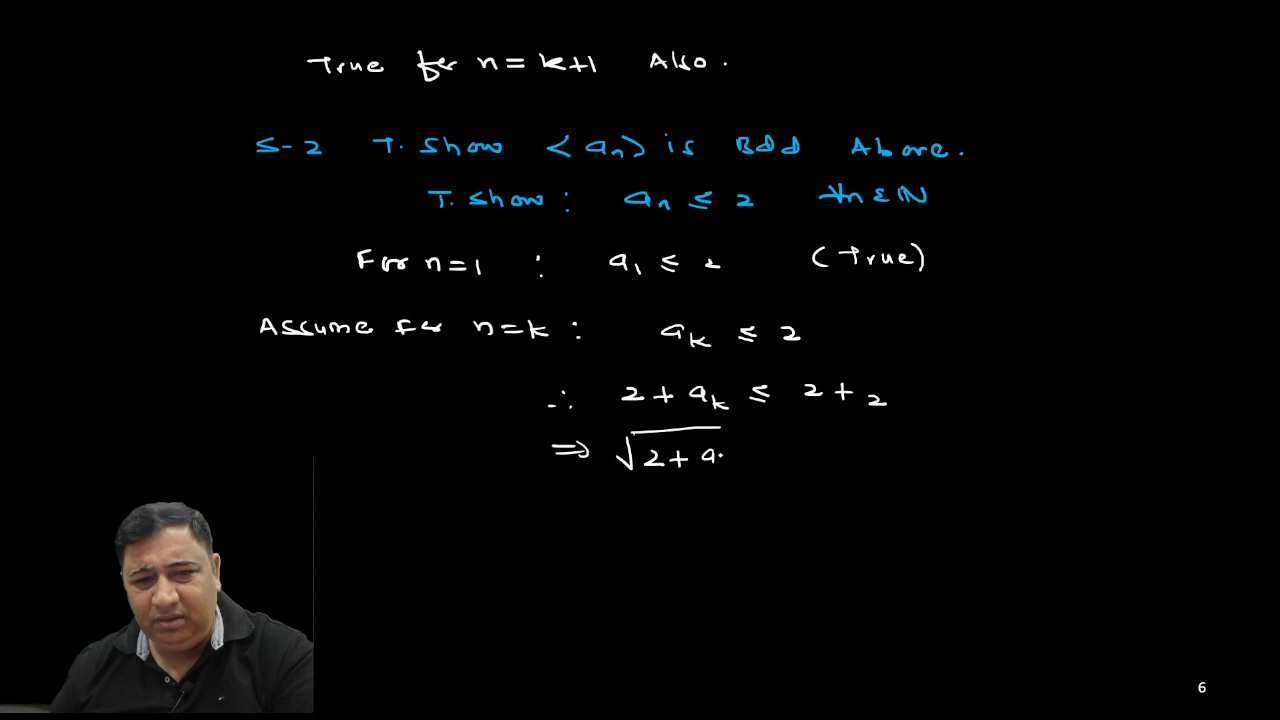 True for n = k+1 Also.
S-2 T. Show <aₙ> is Bdd Above.
T. Show : aₙ ≤ 2 ∀n∈ℕ
For n=1 : a₁ ≤ 2 (True)
Assume for n=k : aₖ ≤ 2
∴ 2 + aₖ ≤ 2 + 2
⇒ √2 + a
6